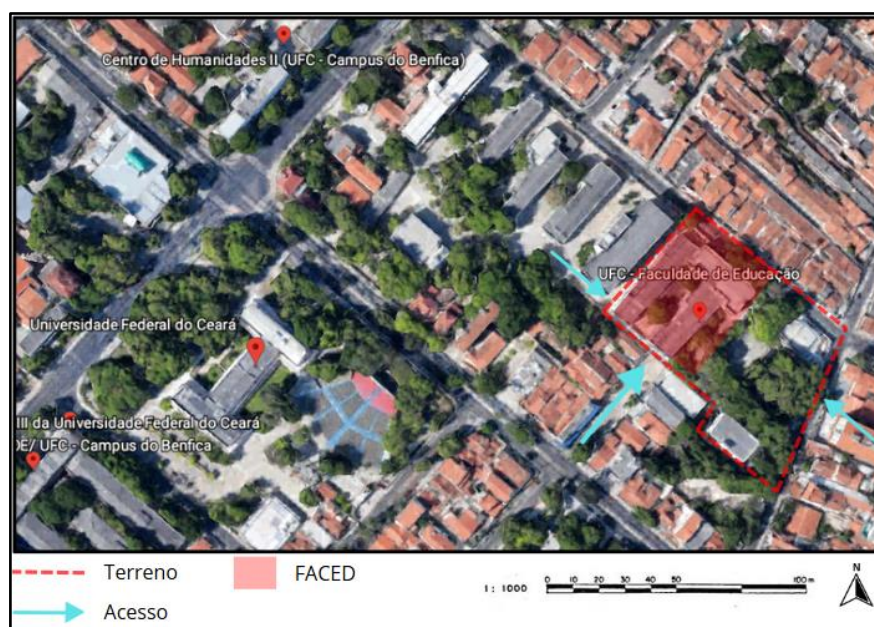 Centro de Humanidades II (UFC - Campus do Benfica)
UFC - Faculdade de Educação
Universidade Federal do Ceará
III da Universidade Federal do Ceará
DE/ UFC - Campus do Benfica
Terreno
FACED
Acesso
1: 1000
0 10 20 30 40 50 100m
N